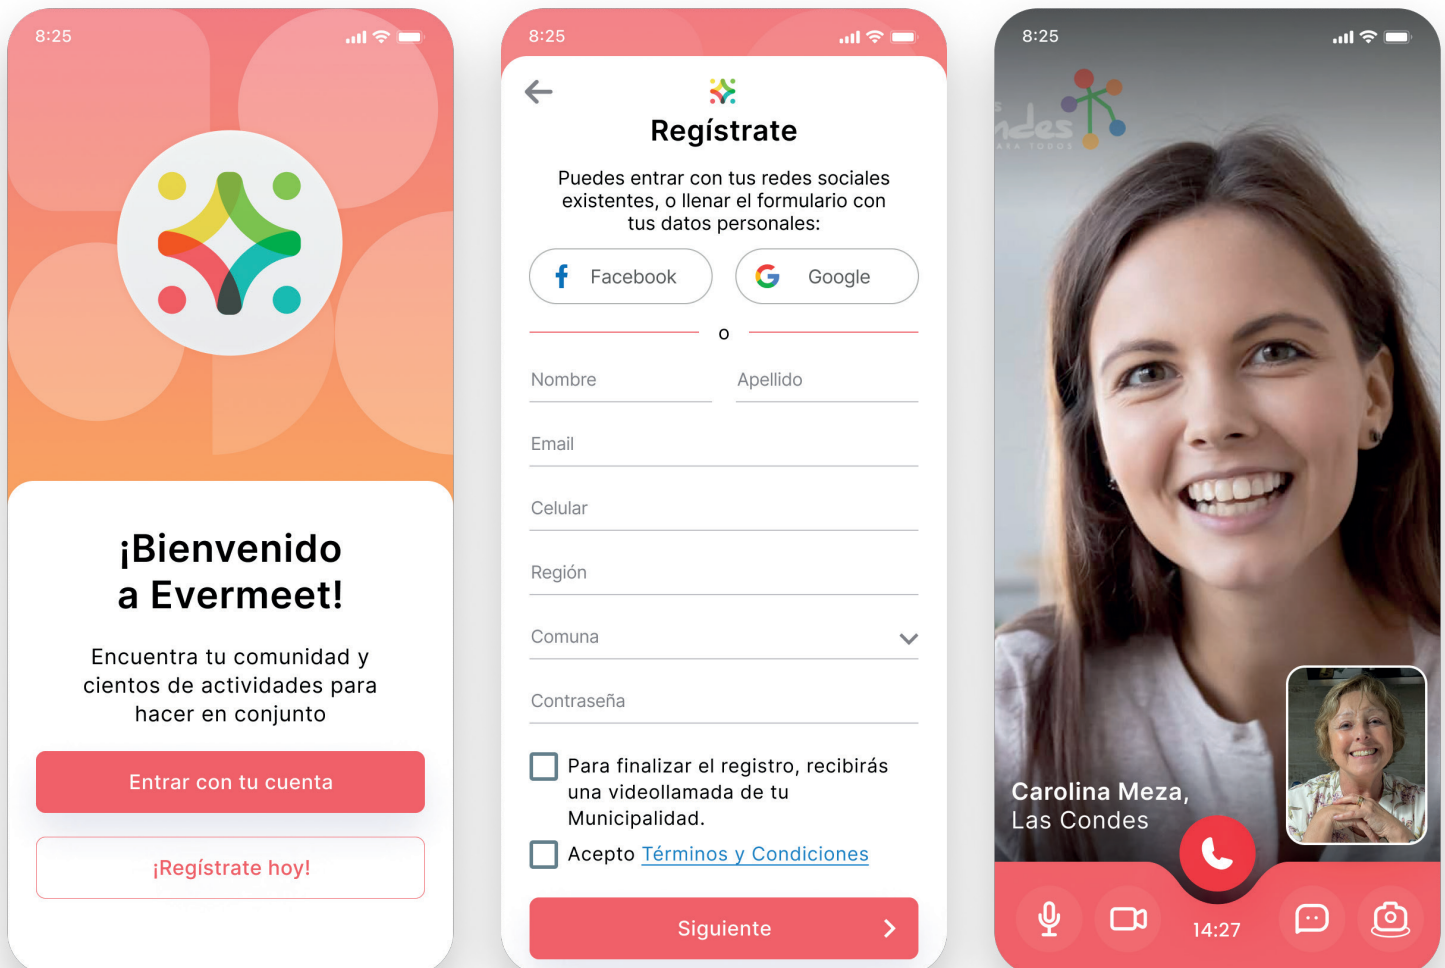 8:25
¡Bienvenido
a Evermeet!
Encuentra tu comunidad y
cientos de actividades para
hacer en conjunto
Entrar con tu cuenta
¡Regístrate hoy!
8:25
Regístrate
Puedes entrar con tus redes sociales
existentes, o llenar el formulario con
tus datos personales:
Facebook
Google
o
Nombre
Apellido
Email
Celular
Región
Comuna
Contraseña
Para finalizar el registro, recibirás
una videollamada de tu
Municipalidad.
Acepto Términos y Condiciones
Siguiente
8:25
ARA TODOS
Carolina Meza,
Las Condes
14:27